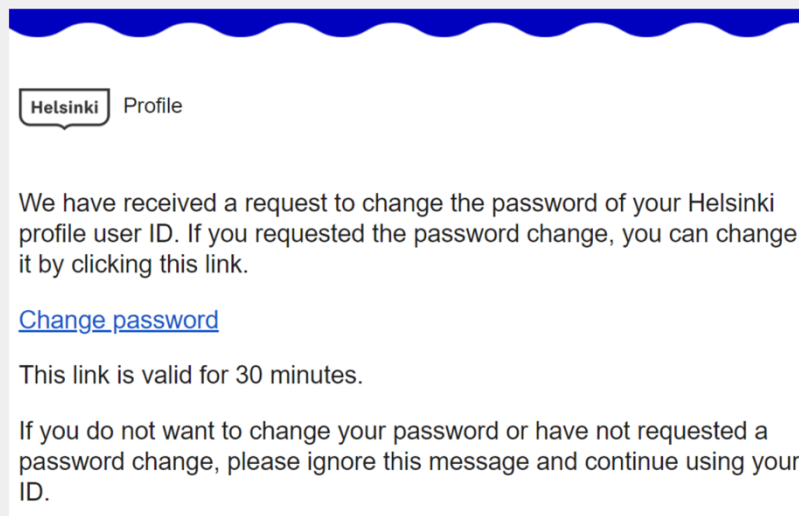 Helsinki Profile
We have received a request to change the password of your Helsinki
profile user ID. If you requested the password change, you can change
it by clicking this link.
Change password
This link is valid for 30 minutes.
If you do not want to change your password or have not requested a
password change, please ignore this message and continue using your
ID.